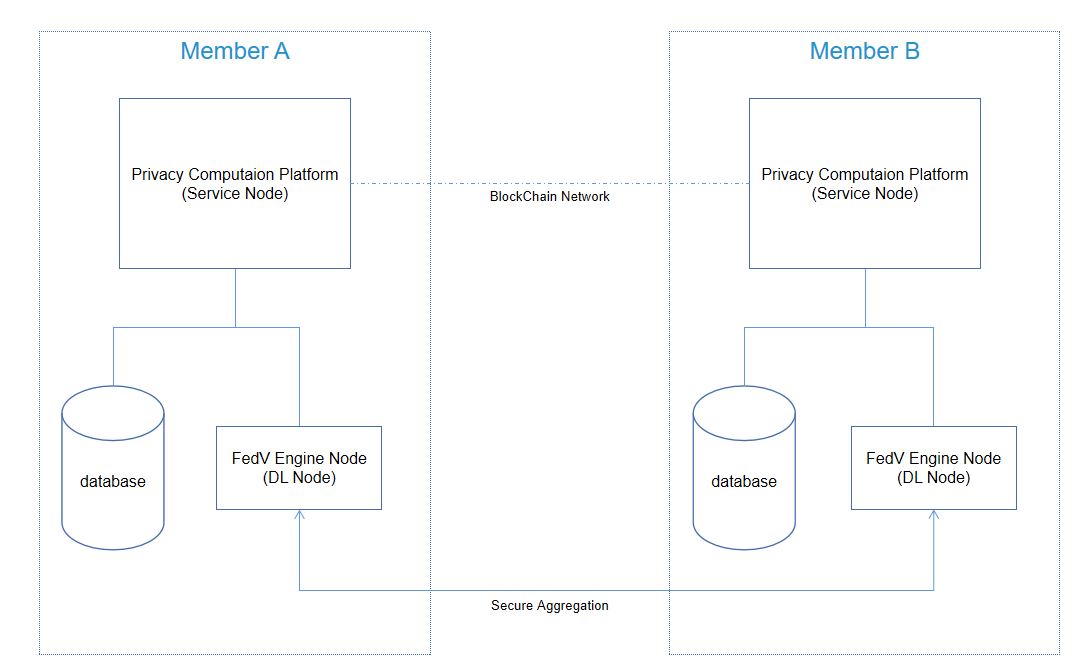 Member A
Member B
Privacy Computaion Platform
(Service Node)
Privacy Computaion Platform
(Service Node)
BlockChain Network
database
FedV Engine Node
(DL Node)
database
FedV Engine Node
(DL Node)
Secure Aggregation